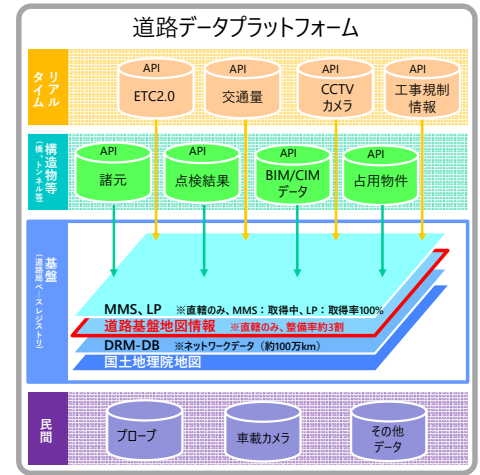 道路データプラットフォーム
リアルタイム
API
ETC2.0
API
交通量
API
CCTV
カメラ
API
工事規制
情報
構造物等
(橋、トンネル等)
API
諸元
API
点検結果
API
BIM/CIM
データ
API
占用物件
基盤
(道路局ベースレジストリ)
MMS、LP ※直轄のみ、MMS：取得中、LP：取得率100%
道路基盤地図情報 ※直轄のみ、整備率約3割
DRM-DB ※ネットワークデータ（約100万km）
国土地理院地図
民間
プローブ
車載カメラ
その他
データ